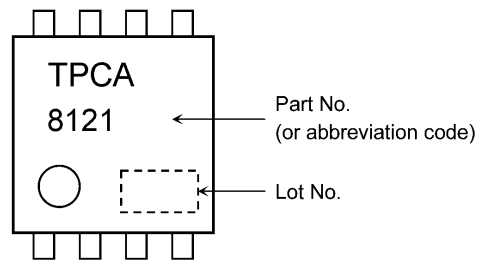 TPCA
8121
Part No.
(or abbreviation code)
Lot No.